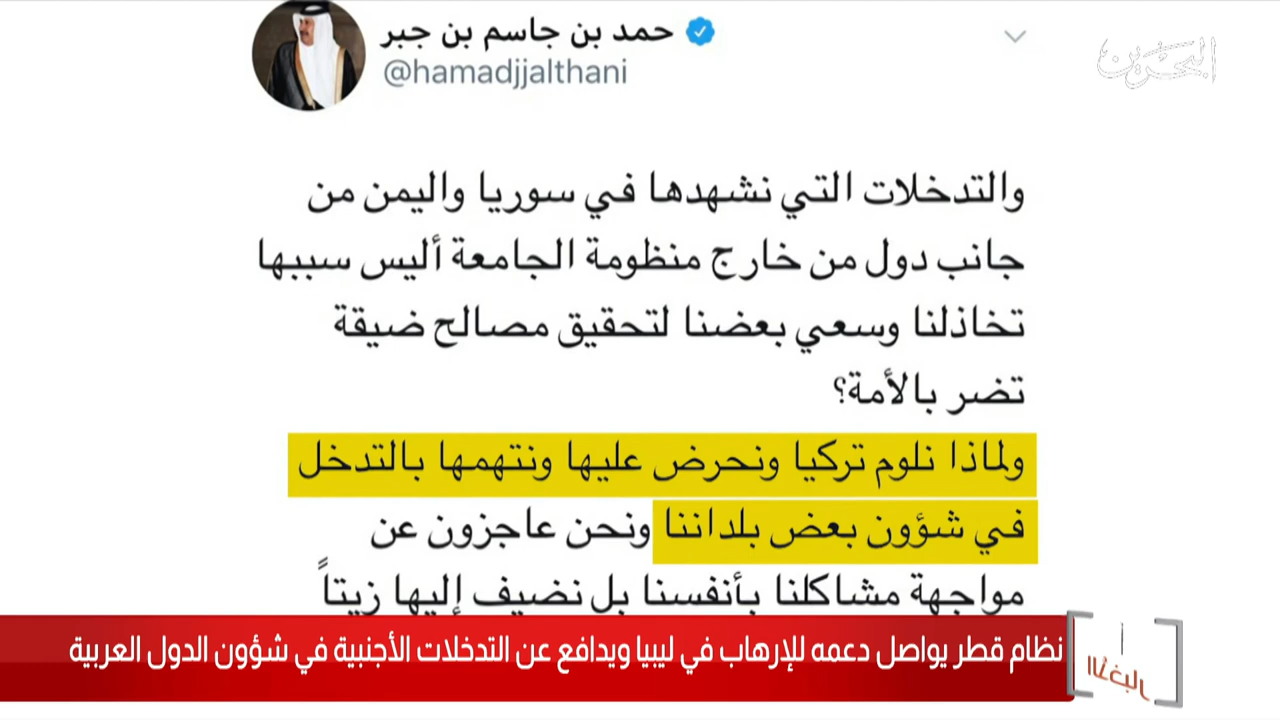 حمد بن جاسم بن جبر
@hamadjjalthani
البحرين
والتدخلات التي نشهدها في سوريا واليمن من
جانب دول من خارج منظومة الجامعة أليس سببها
تخاذلنا وسعي بعضنا لتحقيق مصالح ضيقة
تضر بالأمة؟
ولماذا نلوم تركيا ونحرض عليها ونتهمها بالتدخل
في شؤون بعض بلداننا ونحن عاجزون عن
مواجهة مشاكلنا بأنفسنا بل نضيف إليها زيتاً
نظام قطر يواصل دعمه للإرهاب في ليبيا ويدافع عن التدخلات الأجنبية في شؤون الدول العربية